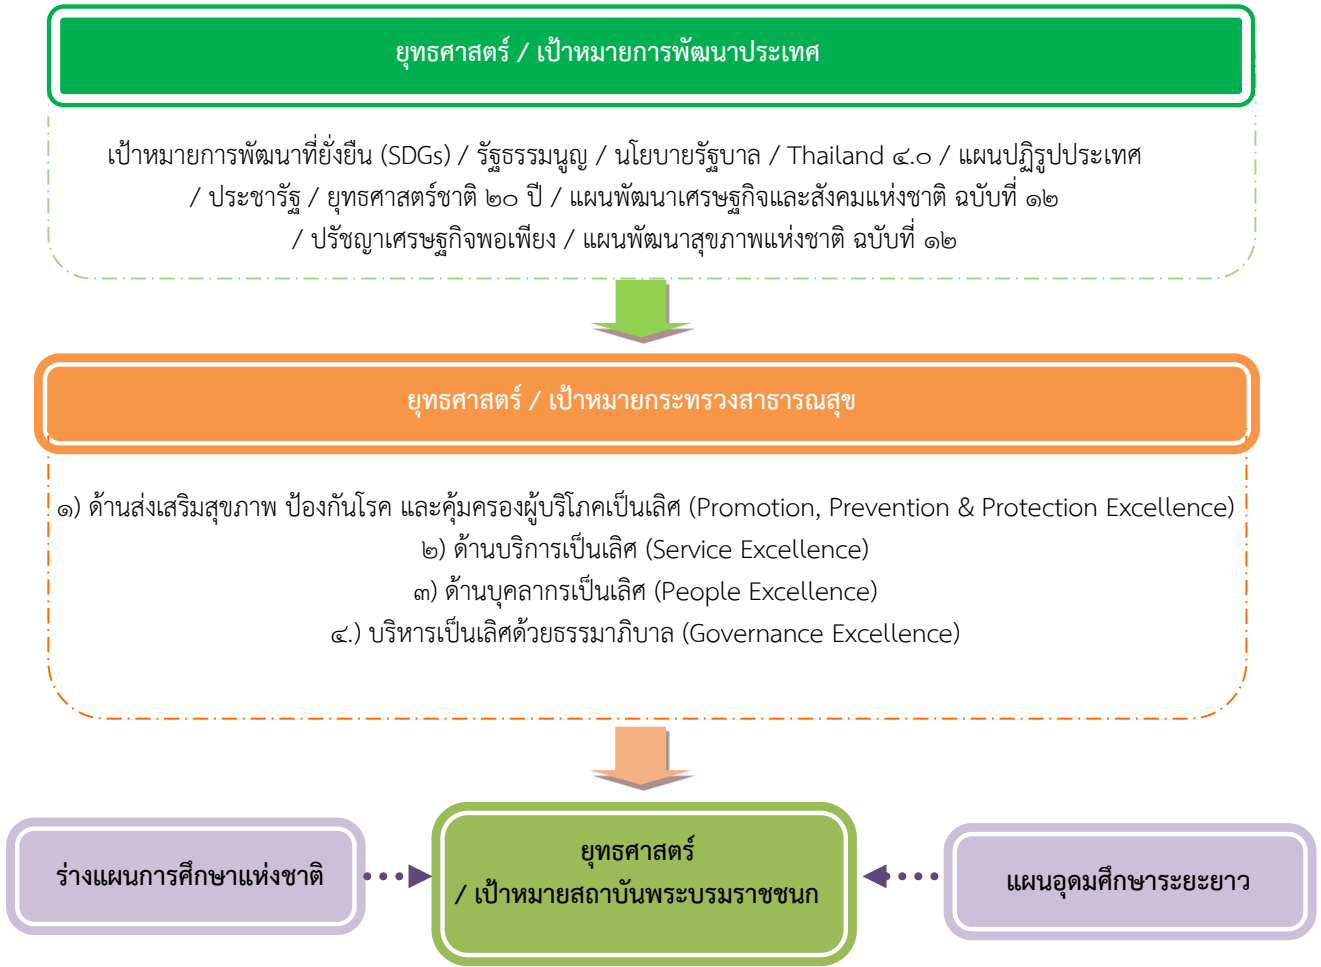 ยุทธศาสตร์ / เป้าหมายการพัฒนาประเทศ
เป้าหมายการพัฒนาที่ยั่งยืน (SDGs) / รัฐธรรมนูญ / นโยบายรัฐบาล / Thailand ๔.๐ / แผนปฏิรูปประเทศ
/ ประชารัฐ / ยุทธศาสตร์ชาติ ๒๐ ปี / แผนพัฒนาเศรษฐกิจและสังคมแห่งชาติ ฉบับที่ ๑๒
/ ปรัชญาเศรษฐกิจพอเพียง / แผนพัฒนาสุขภาพแห่งชาติ ฉบับที่ ๑๒
ยุทธศาสตร์ / เป้าหมายกระทรวงสาธารณสุข
๑) ด้านส่งเสริมสุขภาพ ป้องกันโรค และคุ้มครองผู้บริโภคเป็นเลิศ (Promotion, Prevention & Protection Excellence)
๒) ด้านบริการเป็นเลิศ (Service Excellence)
๓) ด้านบุคลากรเป็นเลิศ (People Excellence)
๔.) บริหารเป็นเลิศด้วยธรรมาภิบาล (Governance Excellence)
ร่างแผนการศึกษาแห่งชาติ
ยุทธศาสตร์
/ เป้าหมายสถาบันพระบรมราชชนก
แผนอุดมศึกษาระยะยาว